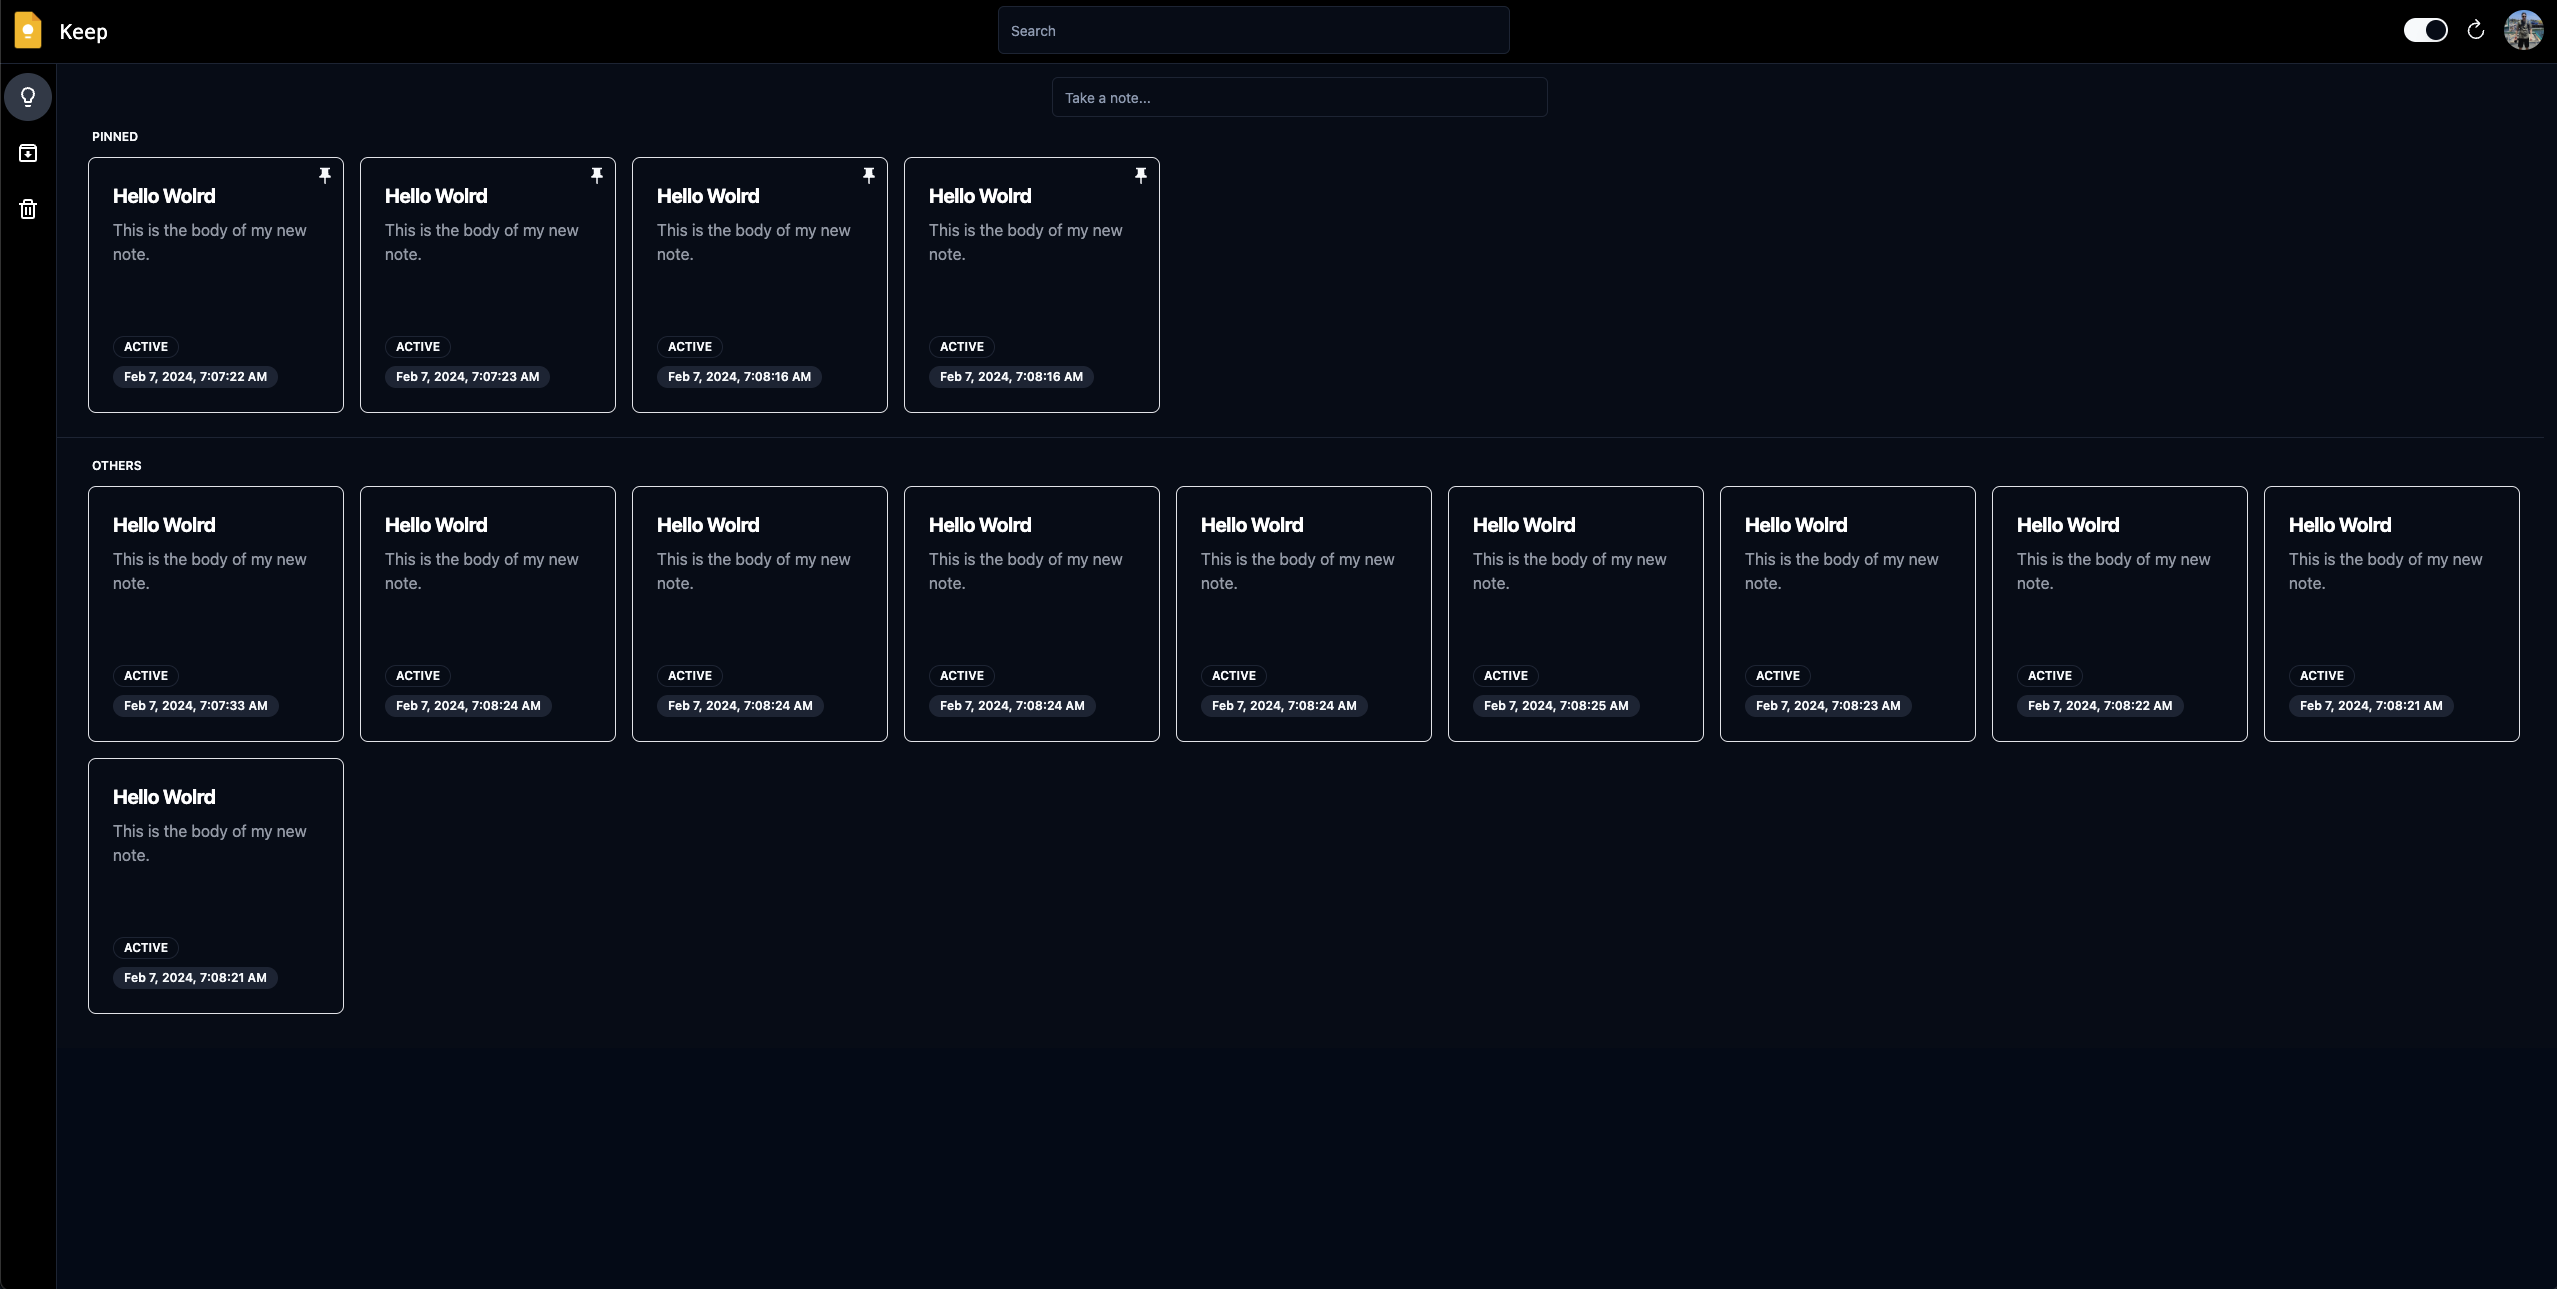 Keep
Search
Take a note...
PINNED
Hello Wolrd
This is the body of my new
note.
ACTIVE
Feb 7, 2024, 7:07:22 AM
Hello Wolrd
This is the body of my new
note.
ACTIVE
Feb 7, 2024, 7:07:23 AM
Hello Wolrd
This is the body of my new
note.
ACTIVE
Feb 7, 2024, 7:08:16 AM
Hello Wolrd
This is the body of my new
note.
ACTIVE
Feb 7, 2024, 7:08:16 AM
OTHERS
Hello Wolrd
This is the body of my new
note.
ACTIVE
Feb 7, 2024, 7:07:33 AM
Hello Wolrd
This is the body of my new
note.
ACTIVE
Feb 7, 2024, 7:08:24 AM
Hello Wolrd
This is the body of my new
note.
ACTIVE
Feb 7, 2024, 7:08:24 AM
Hello Wolrd
This is the body of my new
note.
ACTIVE
Feb 7, 2024, 7:08:24 AM
Hello Wolrd
This is the body of my new
note.
ACTIVE
Feb 7, 2024, 7:08:24 AM
Hello Wolrd
This is the body of my new
note.
ACTIVE
Feb 7, 2024, 7:08:25 AM
Hello Wolrd
This is the body of my new
note.
ACTIVE
Feb 7, 2024, 7:08:23 AM
Hello Wolrd
This is the body of my new
note.
ACTIVE
Feb 7, 2024, 7:08:22 AM
Hello Wolrd
This is the body of my new
note.
ACTIVE
Feb 7, 2024, 7:08:21 AM
Hello Wolrd
This is the body of my new
note.
ACTIVE
Feb 7, 2024, 7:08:21 AM